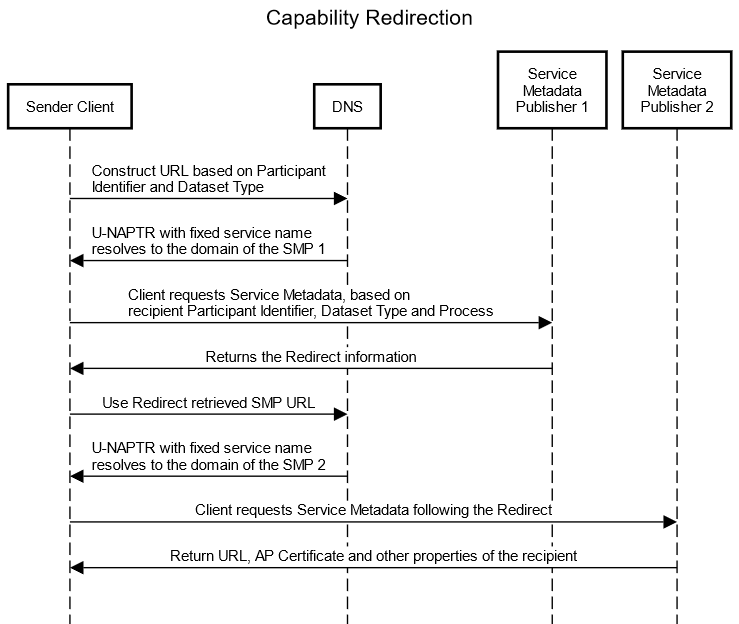 Capability Redirection
Sender Client
DNS
Service
Metadata
Publisher 1
Service
Metadata
Publisher 2
Construct URL based on Participant
Identifier and Dataset Type
U-NAPTR with fixed service name
resolves to the domain of the SMP 1
Client requests Service Metadata, based on
recipient Participant Identifier, Dataset Type and Process
Returns the Redirect information
Use Redirect retrieved SMP URL
U-NAPTR with fixed service name
resolves to the domain of the SMP 2
Client requests Service Metadata following the Redirect
Return URL, AP Certificate and other properties of the recipient